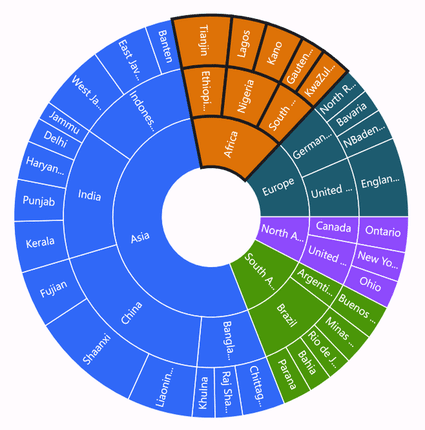 Tianjin
Lagos
Kano
Gauten...
KwaZul...
Ethiopi...
Nigeria
South ...
Africa
North R...
Bavaria
NBaden...
Englan...
German...
United ...
Europe
Ontario
New Yo...
Ohio
Canada
United ...
North A...
Buenos ...
Minas ...
Rio de J...
Bahia
Parana
Argenti...
Brazil
South A...
Chittag...
Raj Sha...
Khulna
Liaonin...
Shaanxi
Fujian
Kerala
Punjab
Haryan...
Delhi
Jammu
West Ja...
East Jav...
Banten
Bangla...
China
India
Indones...
Asia